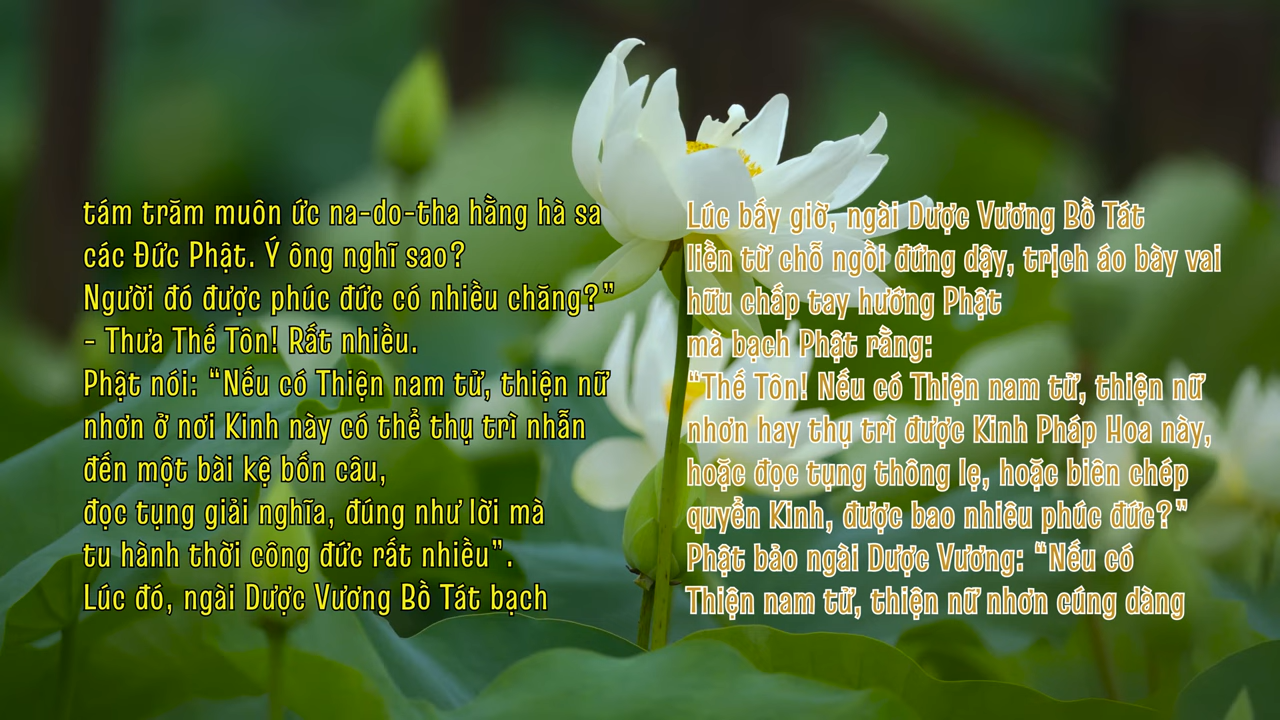 tám trăm muôn ức na-do-tha hằng hà sa
các Đức Phật. Ý ông nghĩ sao?
Người đó được phúc đức có nhiều chăng?”
- Thưa Thế Tôn! Rất nhiều.
Phật nói: “Nếu có Thiện nam tử, thiện nữ
nhơn ở nơi Kinh này có thể thụ trì nhẫn
đến một bài kệ bốn câu,
đọc tụng giải nghĩa, đúng như lời mà
tu hành thời công đức rất nhiều”.
Lúc đó, ngài Dược Vương Bồ Tát bạch
Lúc bấy giờ, ngài Dược Vương Bồ Tát
liền từ chỗ ngồi đứng dậy, trịch áo bày vai
hữu chấp tay hướng Phật
mà bạch Phật rằng:
“Thế Tôn! Nếu có Thiện nam tử, thiện nữ
nhơn hay thụ trì được Kinh Pháp Hoa này,
hoặc đọc tụng thông lẹ, hoặc biên chép
quyển Kinh, được bao nhiêu phúc đức?”
Phật bảo ngài Dược Vương: “Nếu có
Thiện nam tử, thiện nữ nhơn cúng dàng